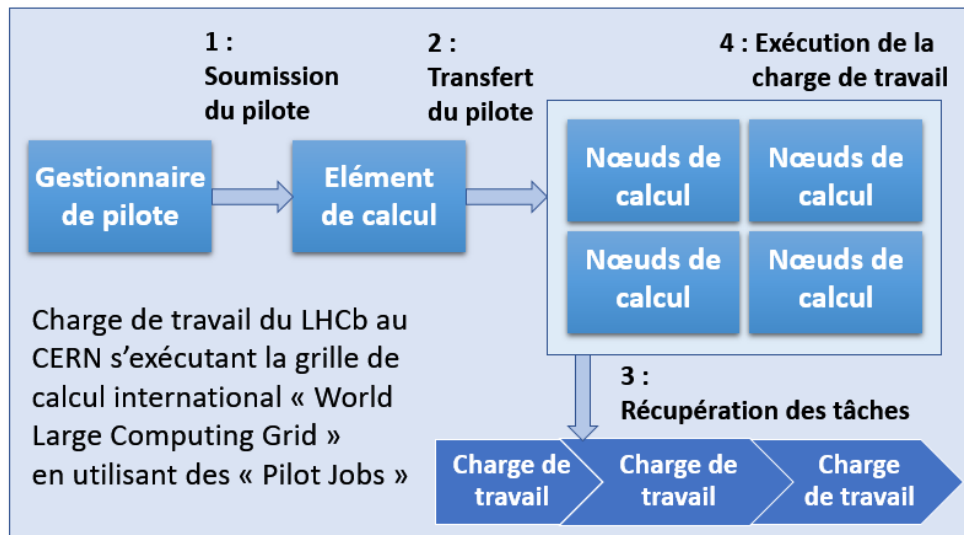 1 :
Soumission
du pilote
2 :
Transfert
du pilote
4 : Exécution de la
charge de travail
Gestionnaire
de pilote
Elément
de calcul
Nœuds de
calcul
Nœuds de
calcul
Nœuds de
calcul
Nœuds de
calcul
Charge de travail du LHCb au
CERN s’exécutant la grille de
calcul international « World
Large Computing Grid »
en utilisant des « Pilot Jobs »
3 :
Récupération des tâches
Charge de
travail
Charge de
travail
Charge
de travail